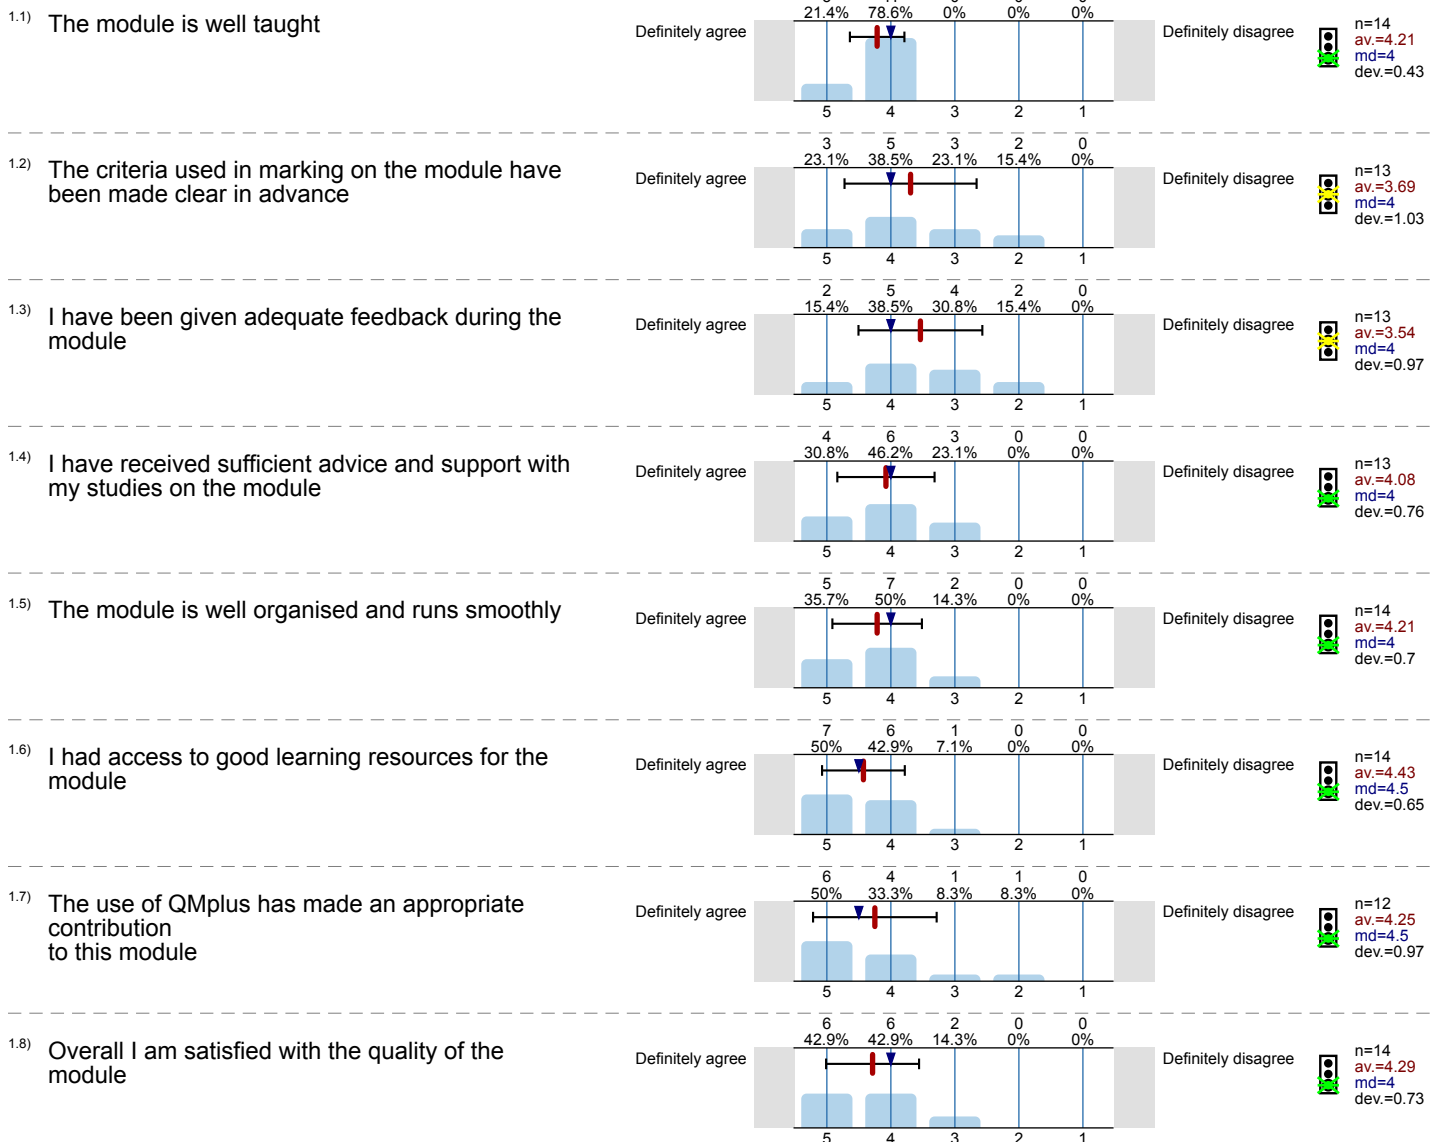 21.4% 78.6% 0% 0% 0%
1.1) The module is well taught Definitely agree Definitely disagree n=14
av.=4.21
md=4
dev.=0.43
5 4 3 2 1
3 5 3 2 0
23.1% 38.5% 23.1% 15.4% 0%
1.2) The criteria used in marking on the module have Definitely agree Definitely disagree n=13
been made clear in advance av.=3.69
md=4
dev.=1.03
5 4 3 2 1
2 5 4 2 0
15.4% 38.5% 30.8% 15.4% 0%
1.3) I have been given adequate feedback during the Definitely agree Definitely disagree n=13
module av.=3.54
md=4
dev.=0.97
5 4 3 2 1
4 6 3 0 0
30.8% 46.2% 23.1% 0% 0%
1.4) I have received sufficient advice and support with Definitely agree Definitely disagree n=13
my studies on the module av.=4.08
md=4
dev.=0.76
5 4 3 2 1
5 7 2 0 0
35.7% 50% 14.3% 0% 0%
1.5) The module is well organised and runs smoothly Definitely agree Definitely disagree n=14
av.=4.21
md=4
dev.=0.7
5 4 3 2 1
7 6 1 0 0
50% 42.9% 7.1% 0% 0%
1.6) I had access to good learning resources for the Definitely agree Definitely disagree n=14
module av.=4.43
md=4.5
dev.=0.65
5 4 3 2 1
6 4 1 1 0
50% 33.3% 8.3% 8.3% 0%
1.7) The use of QMplus has made an appropriate Definitely agree Definitely disagree n=12
contribution av.=4.25
to this module md=4.5
dev.=0.97
5 4 3 2 1
6 6 2 0 0
42.9% 42.9% 14.3% 0% 0%
1.8) Overall I am satisfied with the quality of the Definitely agree Definitely disagree n=14
module av.=4.29
md=4
dev.=0.73
5 4 3 2 1